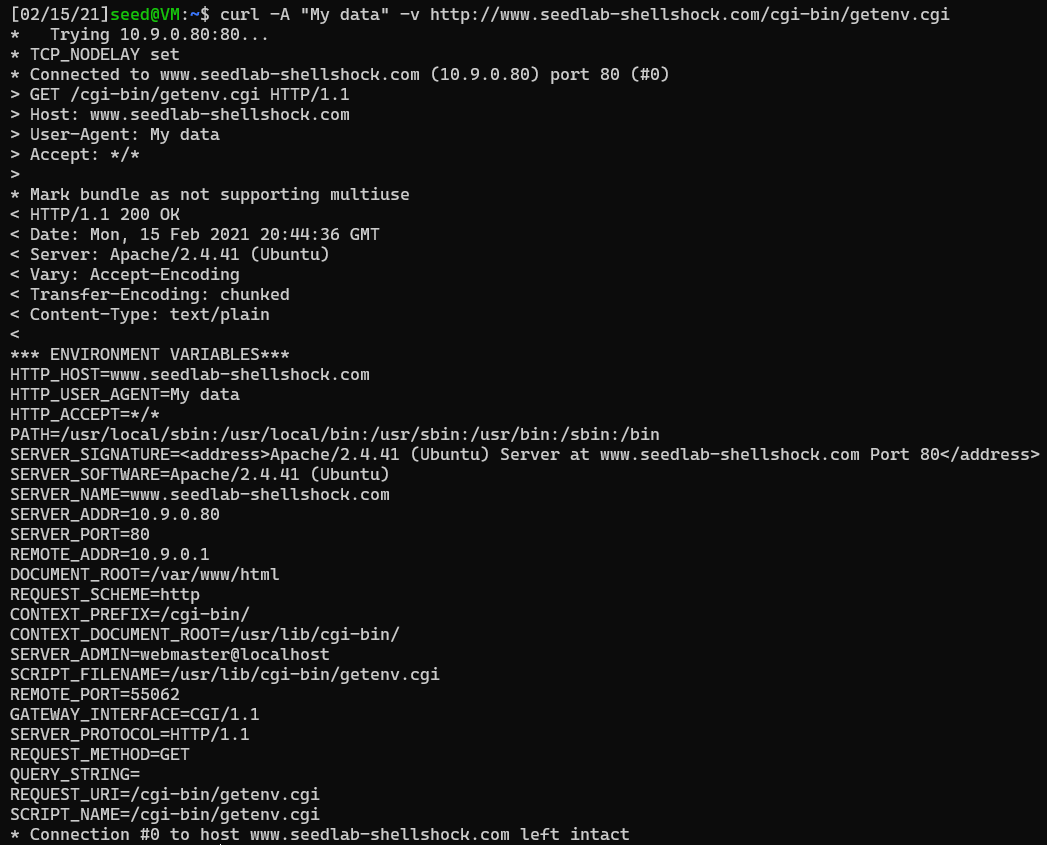 [02/15/21]seed@VM:~$ curl -A "My data" -v http://www.seedlab-shellshock.com/cgi-bin/getenv.cgi
*   Trying 10.9.0.80:80...
* TCP_NODELAY set
* Connected to www.seedlab-shellshock.com (10.9.0.80) port 80 (#0)
> GET /cgi-bin/getenv.cgi HTTP/1.1
> Host: www.seedlab-shellshock.com
> User-Agent: My data
> Accept: */*
>
* Mark bundle as not supporting multiuse
< HTTP/1.1 200 OK
< Date: Mon, 15 Feb 2021 20:44:36 GMT
< Server: Apache/2.4.41 (Ubuntu)
< Vary: Accept-Encoding
< Transfer-Encoding: chunked
< Content-Type: text/plain
<
*** ENVIRONMENT VARIABLES***
HTTP_HOST=www.seedlab-shellshock.com
HTTP_USER_AGENT=My data
HTTP_ACCEPT=*/*
PATH=/usr/local/sbin:/usr/local/bin:/usr/sbin:/usr/bin:/sbin:/bin
SERVER_SIGNATURE=<address>Apache/2.4.41 (Ubuntu) Server at www.seedlab-shellshock.com Port 80</address>
SERVER_SOFTWARE=Apache/2.4.41 (Ubuntu)
SERVER_NAME=www.seedlab-shellshock.com
SERVER_ADDR=10.9.0.80
SERVER_PORT=80
REMOTE_ADDR=10.9.0.1
DOCUMENT_ROOT=/var/www/html
REQUEST_SCHEME=http
CONTEXT_PREFIX=/cgi-bin/
CONTEXT_DOCUMENT_ROOT=/usr/lib/cgi-bin/
SERVER_ADMIN=webmaster@localhost
SCRIPT_FILENAME=/usr/lib/cgi-bin/getenv.cgi
REMOTE_PORT=55062
GATEWAY_INTERFACE=CGI/1.1
SERVER_PROTOCOL=HTTP/1.1
REQUEST_METHOD=GET
QUERY_STRING=
REQUEST_URI=/cgi-bin/getenv.cgi
SCRIPT_NAME=/cgi-bin/getenv.cgi
* Connection #0 to host www.seedlab-shellshock.com left intact